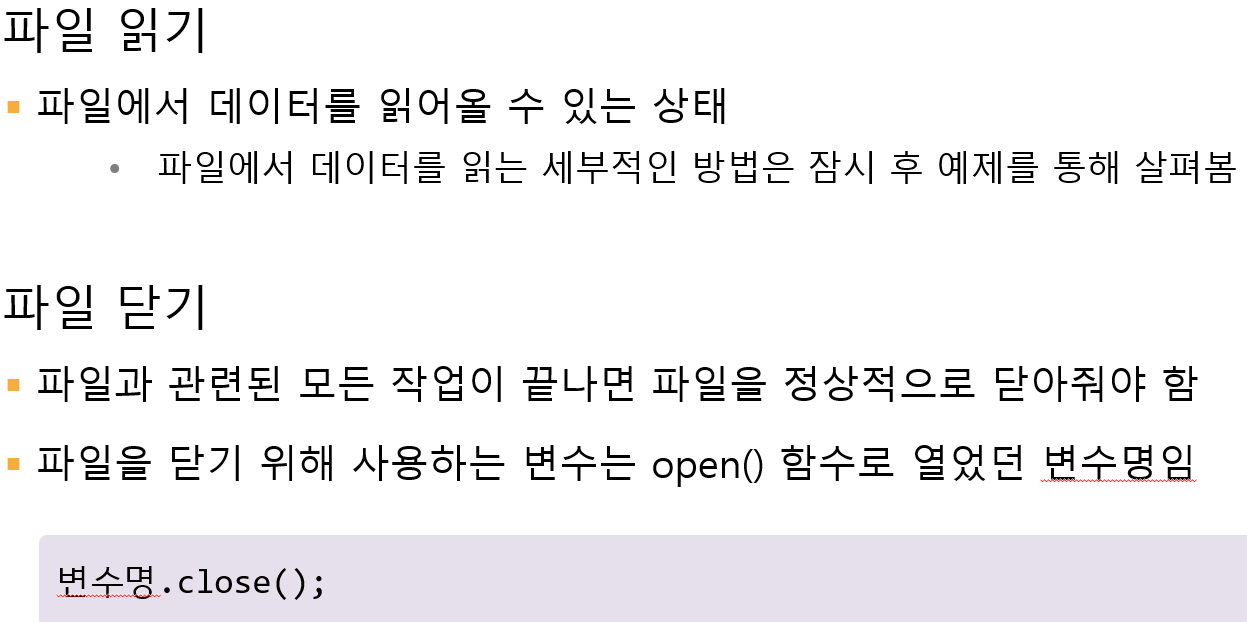 파일 읽기
파일에서 데이터를 읽어올 수 있는 상태
파일에서 데이터를 읽는 세부적인 방법은 잠시 후 예제를 통해 살펴봄
파일 닫기
파일과 관련된 모든 작업이 끝나면 파일을 정상적으로 닫아줘야 함
파일을 닫기 위해 사용하는 변수는 open() 함수로 열었던 변수명임
변수명.close();